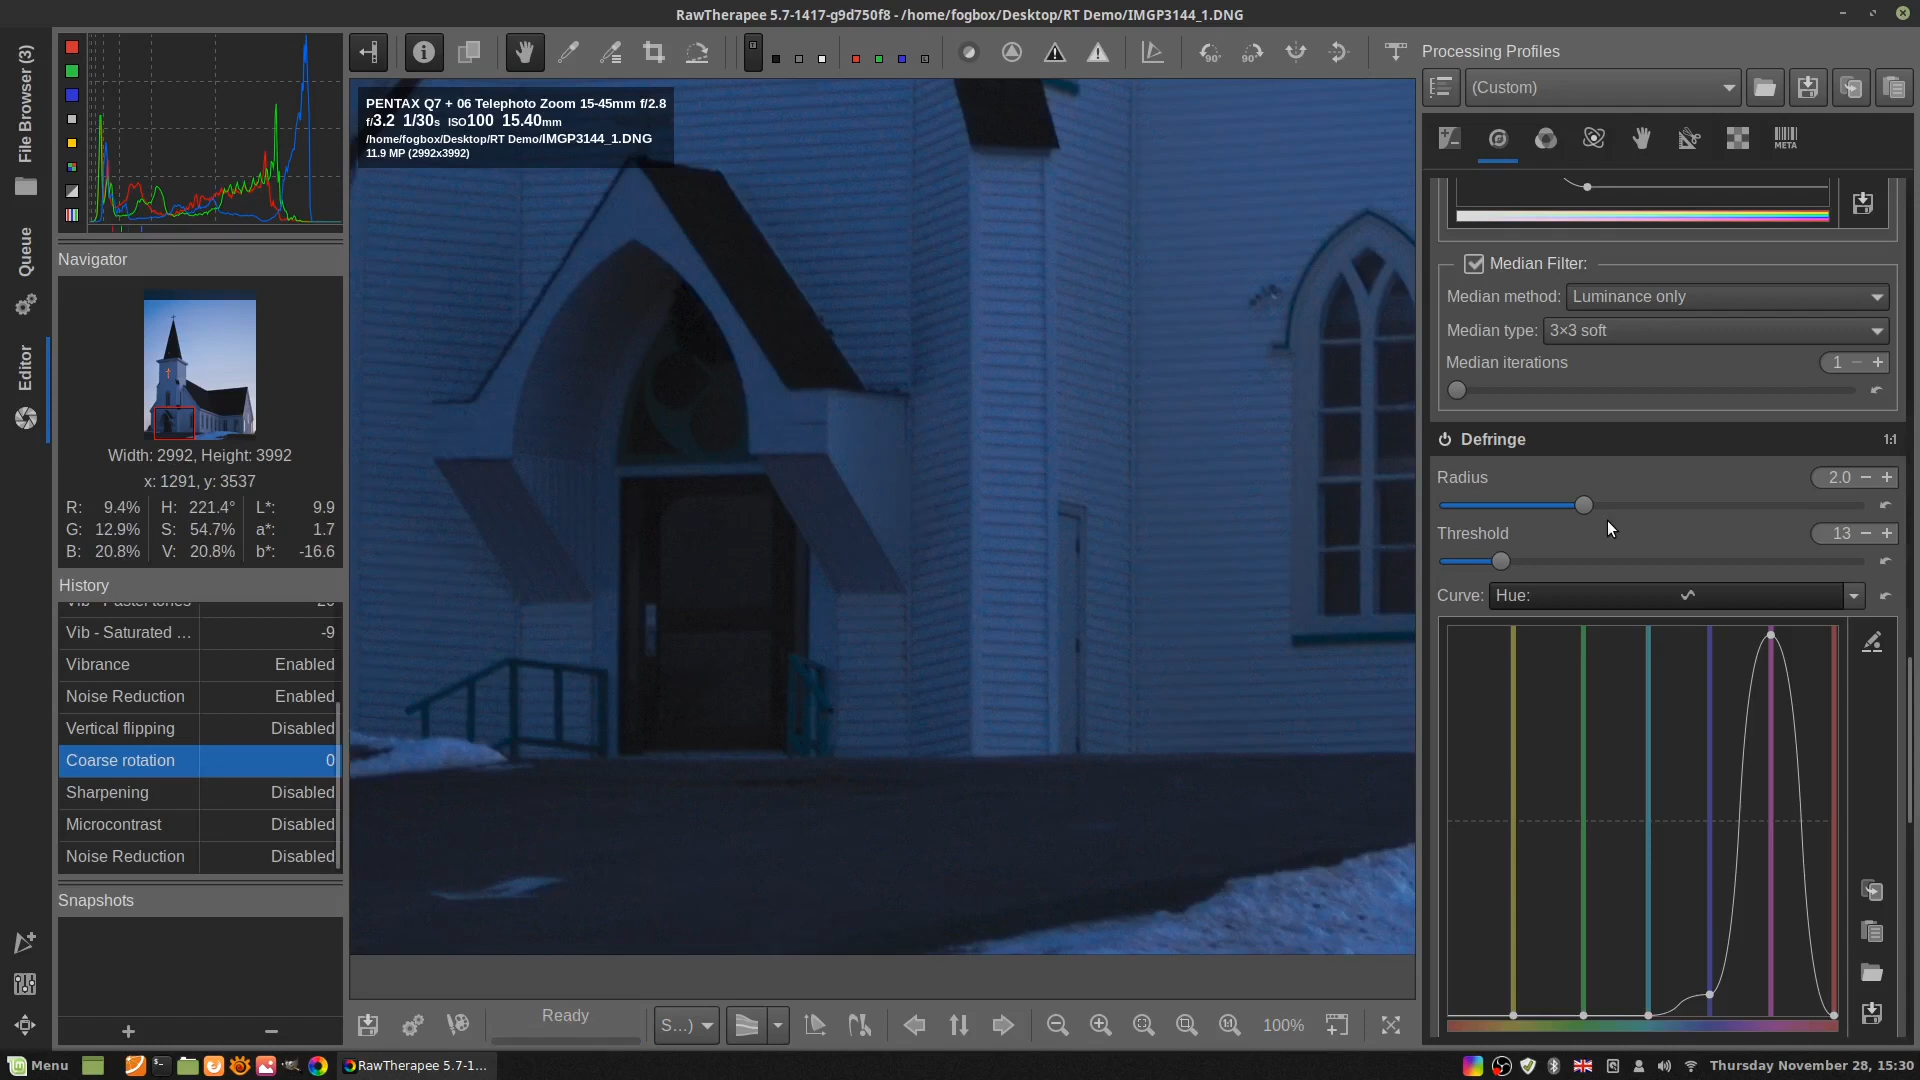 RawTherapee 5.7-1417-g9d750f8 - /home/fogbox/Desktop/RT Demo/IMGP3144_1.DNG
File Browser (3)
Queue
Editor
Navigator
Width: 2992, Height: 3992
x: 1291, y: 3537
R: 9.4% H: 221.4° L*: 9.9
G: 12.9% S: 54.7% a*: 1.7
B: 20.8% V: 20.8% b*: -16.6
History
Vib - Saturated ... -9
Vibrance Enabled
Noise Reduction Enabled
Vertical flipping Disabled
Coarse rotation 0
Sharpening Disabled
Microcontrast Disabled
Noise Reduction Disabled
Snapshots
PENTAX Q7 + 06 Telephoto Zoom 15-45mm f/2.8
f/3.2 1/30s ISO100 15.40mm
/home/fogbox/Desktop/RT Demo/IMGP3144_1.DNG
11.9 MP (2992x3992)
90° 90°
Ready
S...)
1:1
100%
Processing Profiles
(Custom)
META
Median Filter:
Median method: Luminance only
Median type: 3×3 soft
Median iterations 1
Defringe 1:1
Radius 2.0
Threshold 13
Curve: Hue:
Menu
RawTherapee 5.7-1...
Thursday November 28, 15:30